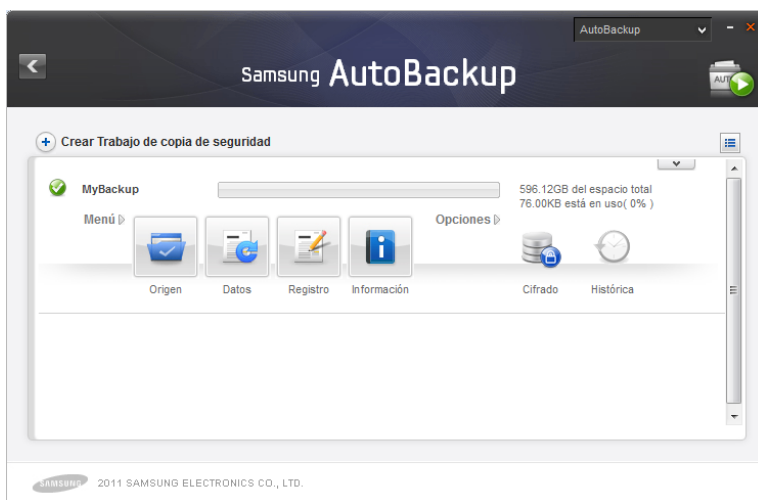 AutoBackup
samsung AutoBackup
AUTO
Crear Trabajo de copia de seguridad
MyBackup
596.12GB del espacio total
76.00KB está en uso( 0% )
Menú
Opciones
Origen
Datos
Registro
Información
Cifrado
Histórica
SAMSUNG 2011 SAMSUNG ELECTRONICS CO., LTD.